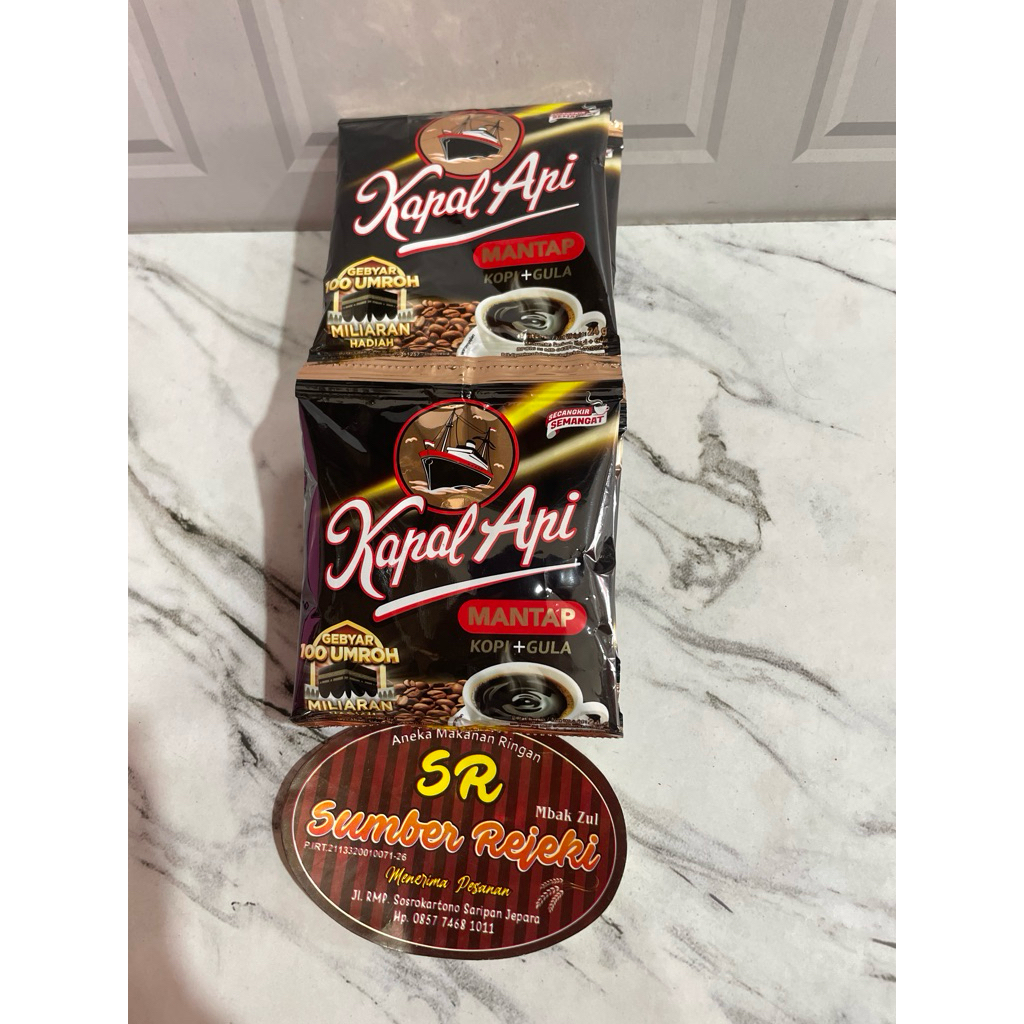 Kapal Api
MANTAP
KOPI+GULA
GEBYAR
100 UMROH
MILIARAN
HADIAH
24 g
SECANGKIR
SEMANGAT
Kapal Api
MANTAP
KOPI+GULA
GEBYAR
100 UMROH
MILIARAN
Aneka Makanan Ringan
SR
Mbak Zul
Sumber Rejeki
P.IRT.2113320010071-26
Menerima Pesanan
Jl. RMP. Sosrokartono Saripan Jepara
Hp. 0857 7468 1011